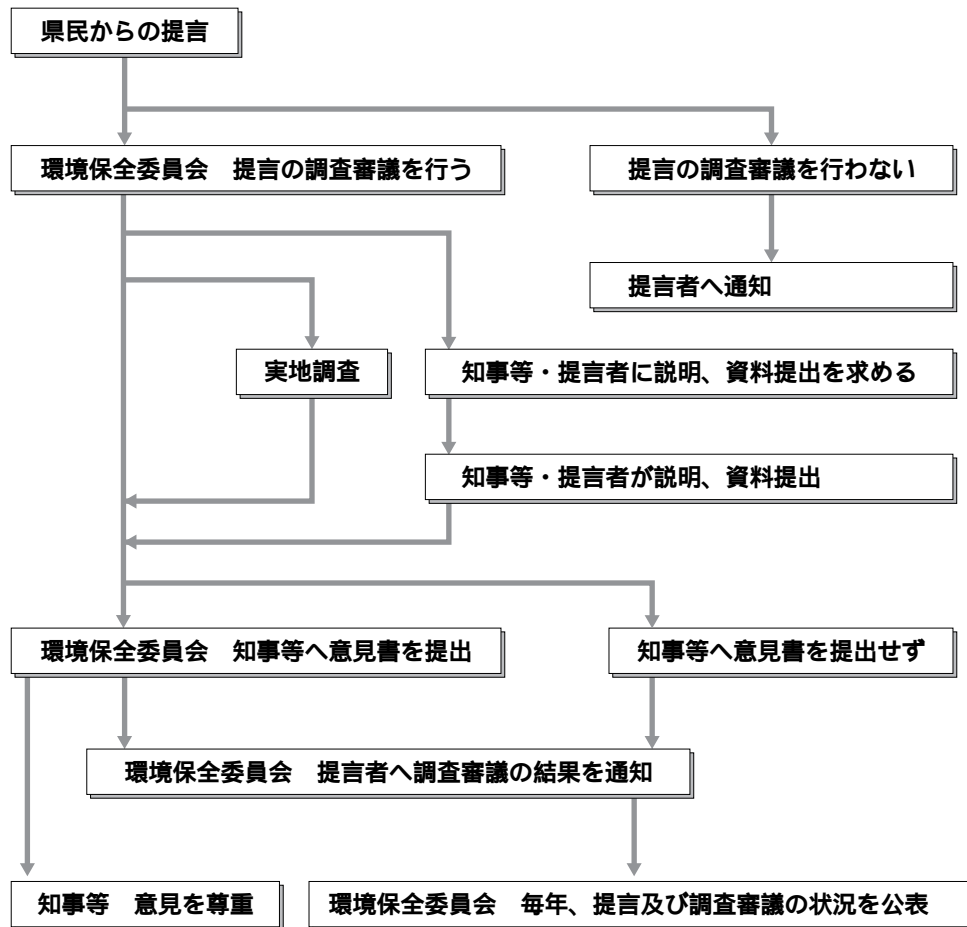 県民からの提言
環境保全委員会　提言の調査審議を行う
提言の調査審議を行わない
提言者へ通知
実地調査
知事等・提言者に説明、資料提出を求める
知事等・提言者が説明、資料提出
環境保全委員会　知事等へ意見書を提出
知事等へ意見書を提出せず
環境保全委員会　提言者へ調査審議の結果を通知
知事等　意見を尊重
環境保全委員会　毎年、提言及び調査審議の状況を公表